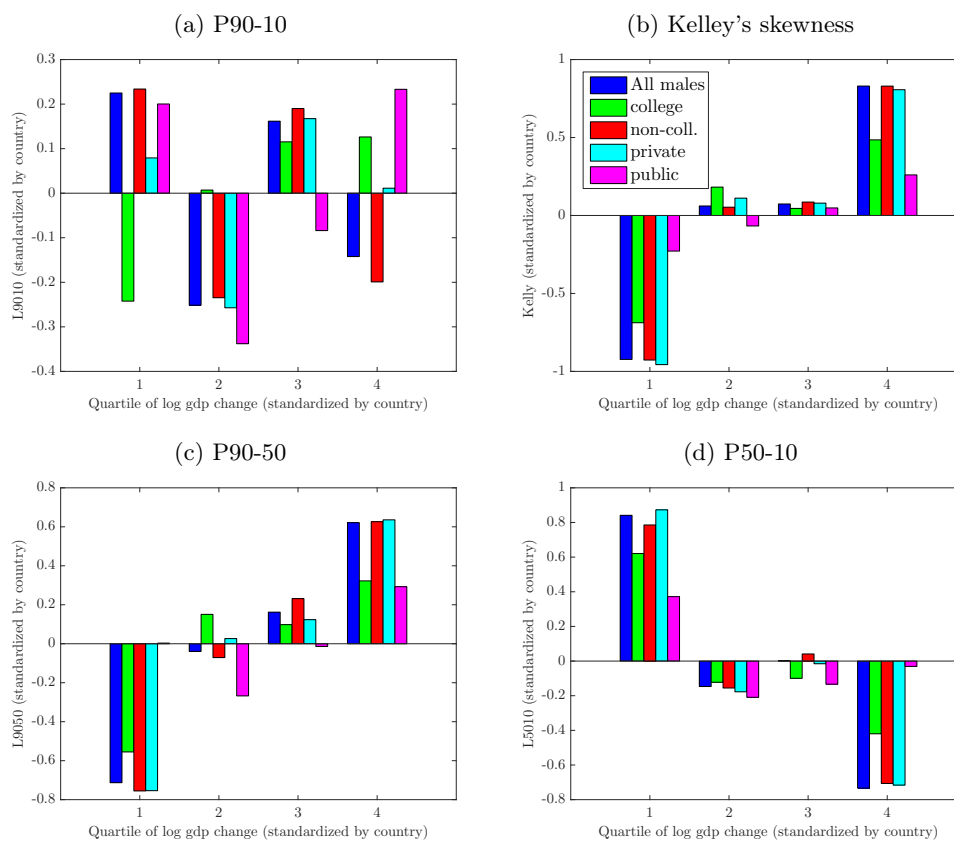 (a) P90-10
0.3
0.2
0.1
0
-0.1
-0.2
-0.3
-0.4
L9010 (standardized by country)
1 2 3 4
Quartile of log gdp change (standardized by country)
(b) Kelley's skewness
1
0.5
0
-0.5
-1
Kelly (standardized by country)
All males
college
non-coll.
private
public
1 2 3 4
Quartile of log gdp change (standardized by country)
(c) P90-50
0.8
0.6
0.4
0.2
0
-0.2
-0.4
-0.6
-0.8
L9050 (standardized by country)
1 2 3 4
Quartile of log gdp change (standardized by country)
(d) P50-10
1
0.8
0.6
0.4
0.2
0
-0.2
-0.4
-0.6
-0.8
L5010 (standardized by country)
1 2 3 4
Quartile of log gdp change (standardized by country)